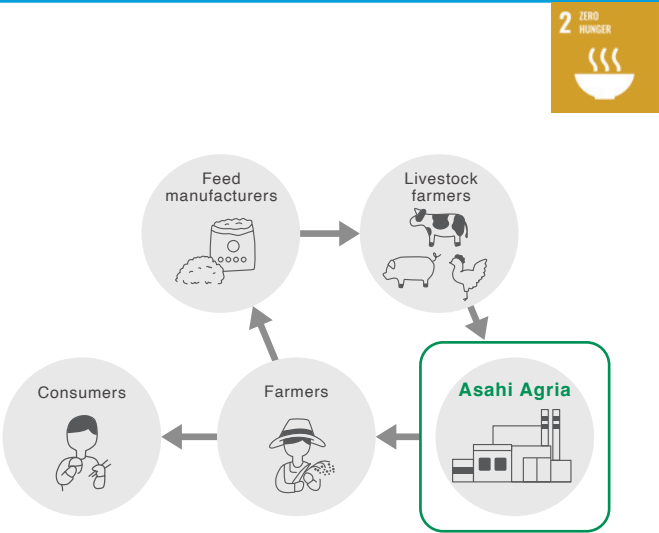 2 ZERO
HUNGER
Feed
manufacturers
Livestock
farmers
Consumers
Farmers
Asahi Agria